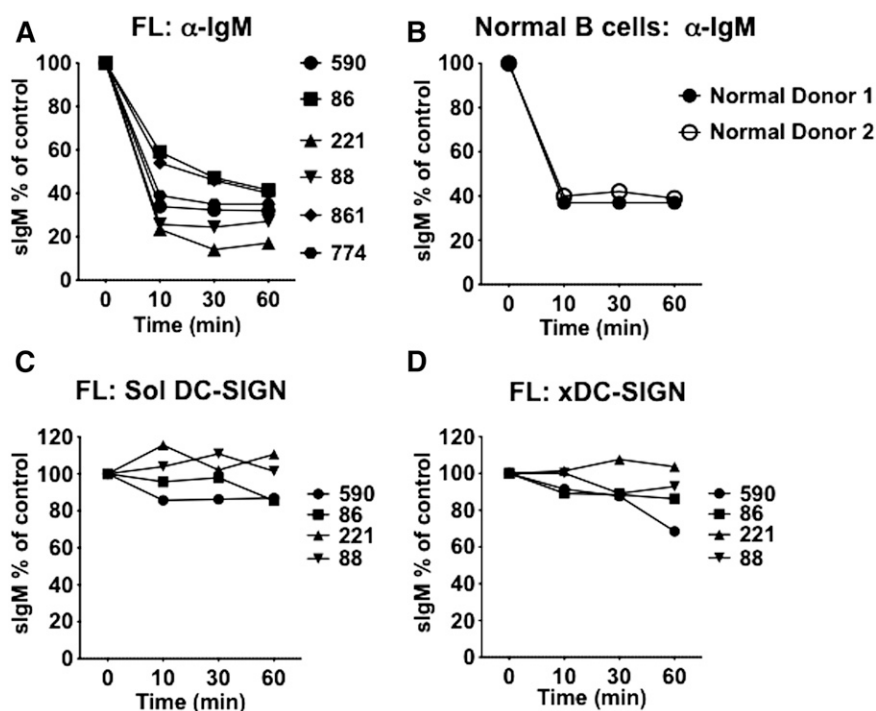 A
FL: α-IgM
sIgM % of control
100
80
60
40
20
0
0 10 30 60
Time (min)
590
86
221
88
861
774
B
Normal B cells: α-IgM
sIgM % of control
100
80
60
40
20
0
0 10 30 60
Time (min)
Normal Donor 1
Normal Donor 2
C
FL: Sol DC-SIGN
sIgM % of control
120
100
80
60
40
20
0
0 10 30 60
Time (min)
590
86
221
88
D
FL: xDC-SIGN
sIgM % of control
120
100
80
60
40
20
0
0 10 30 60
Time (min)
590
86
221
88